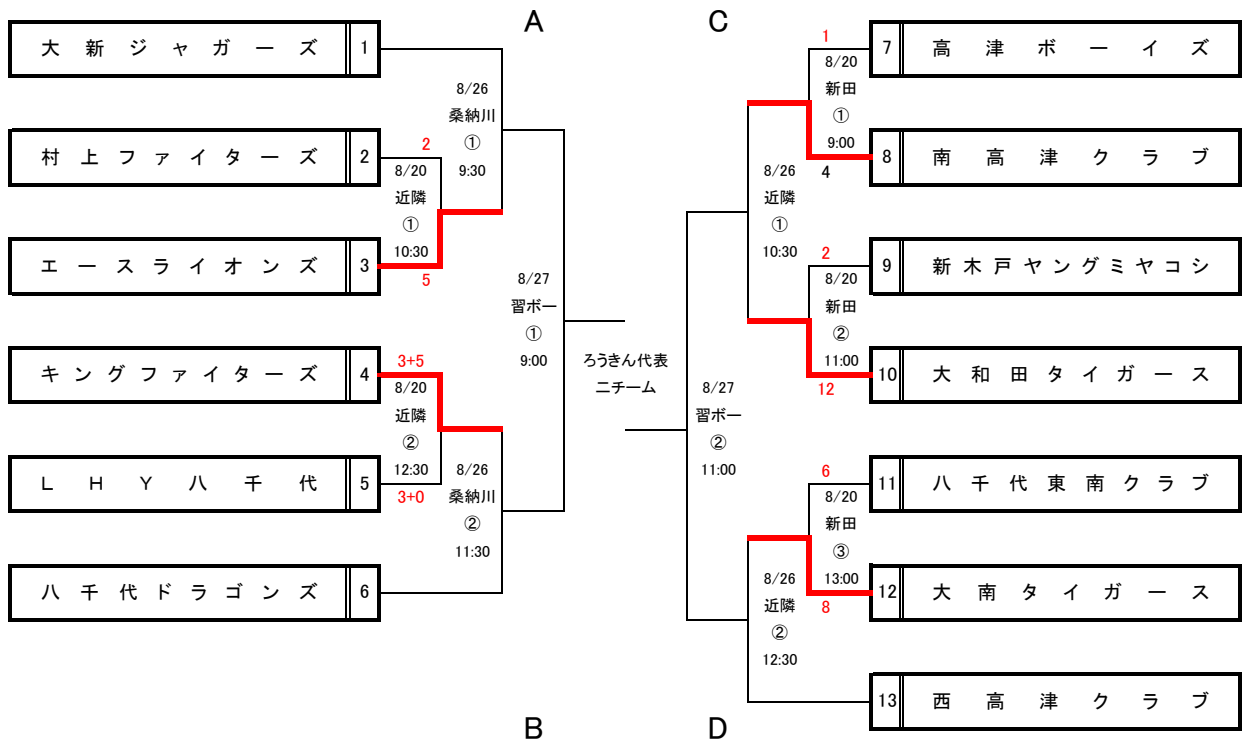 A
大新ジャガーズ 1
8/26
桑納川
①
9:30
村上ファイターズ 2
2
8/20
近隣
①
10:30
エースライオンズ 3
5
8/27
習ボー
①
9:00
キングファイターズ 4
3+5
8/20
近隣
②
12:30
LHY八千代 5
3+0
8/26
桑納川
②
11:30
八千代ドラゴンズ 6
B
ろうきん代表
二チーム
C
7 高津ボーイズ
1
8/20
新田
①
9:00
8 南高津クラブ
4
8/26
近隣
①
10:30
9 新木戸ヤングミヤコシ
2
8/20
新田
②
11:00
10 大和田タイガース
12
8/27
習ボー
②
11:00
11 八千代東南クラブ
6
8/20
新田
③
13:00
12 大南タイガース
8
8/26
近隣
②
12:30
13 西高津クラブ
D